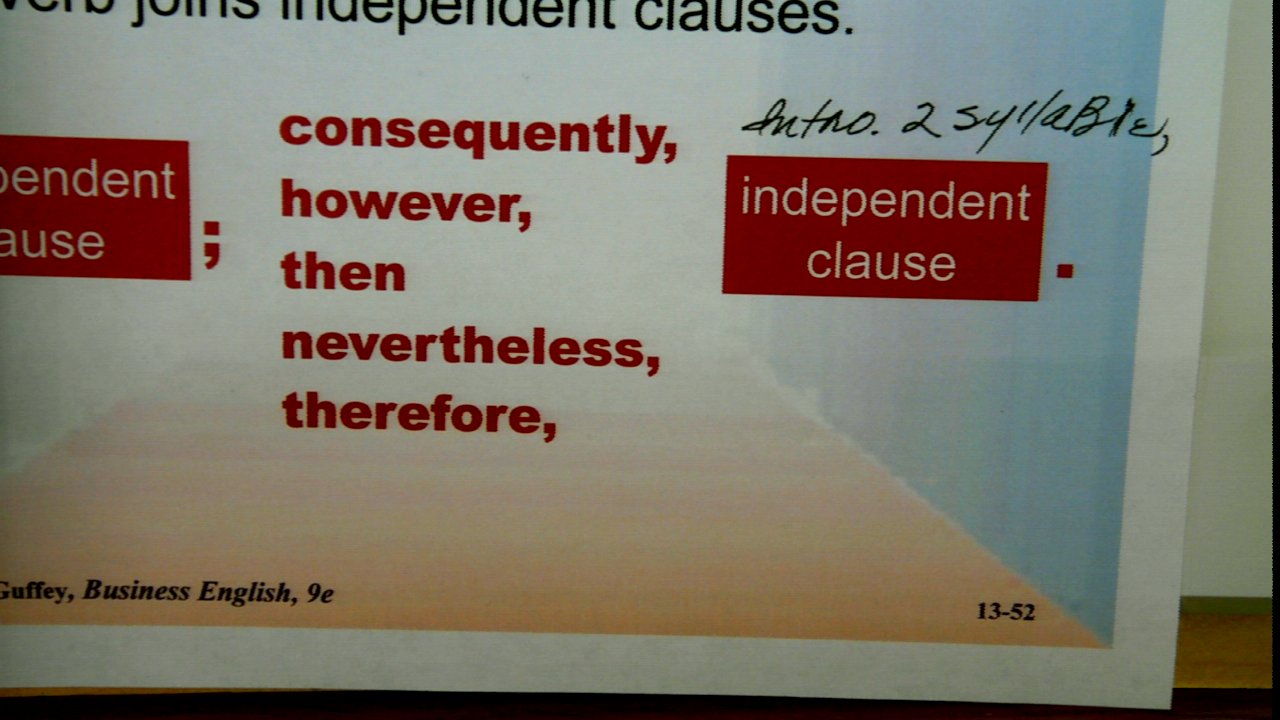 verb joins independent clauses.
Intro. 2 syllaBle,
consequently,
however,
then
nevertheless,
therefore,
pendent
ause
;
independent
clause
.
Guffey, Business English, 9e
13-52